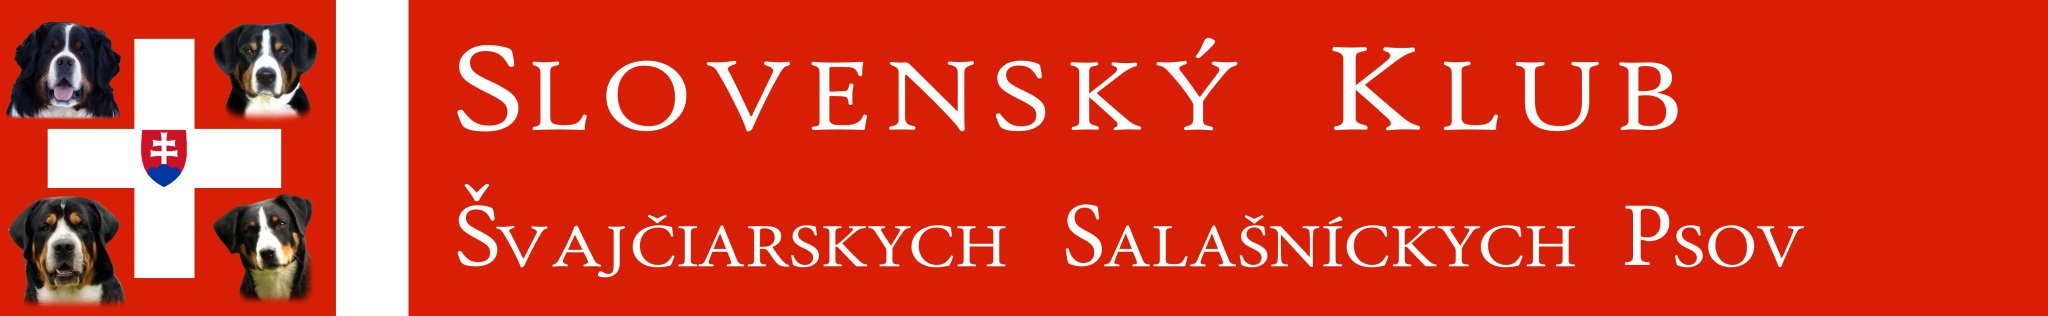 Slovenský Klub
Švajčiarskych Salašníckych Psov